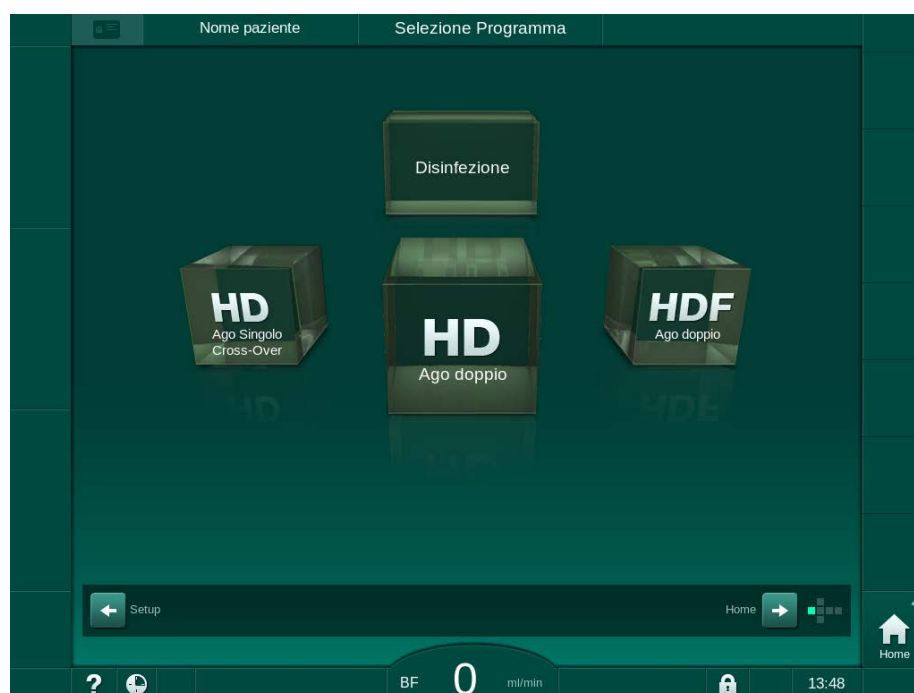 Nome paziente
Selezione Programma
Disinfezione
HD
Ago Singolo
Cross-Over
HD
Ago doppio
HDF
Ago doppio
Setup
Home
Home
?
BF
0
ml/min
13:48